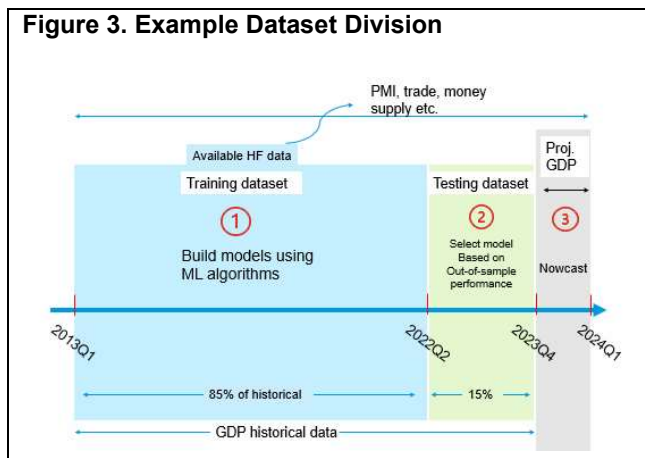 Figure 3. Example Dataset Division
PMI, trade, money
supply etc.
Available HF data
Training dataset
1
Build models using
ML algorithms
Testing dataset
2
Select model
Based on
Out-of-sample
performance
Proj.
GDP
3
Nowcast
2013Q1
2022Q2
2023Q4
2024Q1
85% of historical
15%
GDP historical data